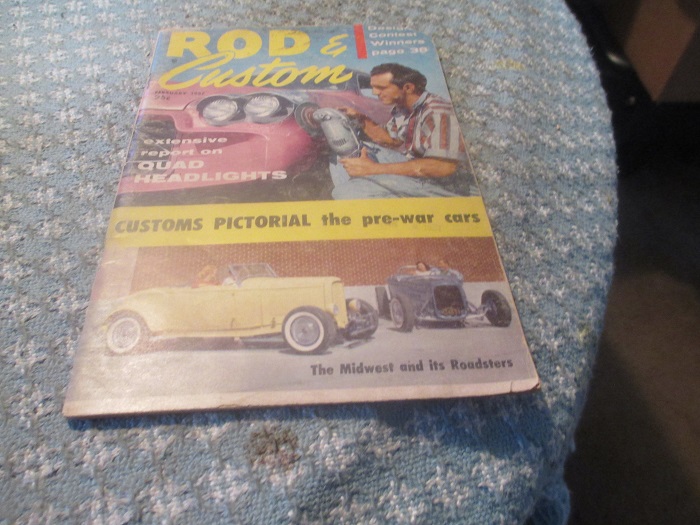 ROD &
Custom
Design
Contest
Winners
page 38
extensive
report on
QUAD
HEADLIGHTS
CUSTOMS PICTORIAL the pre-war cars
The Midwest and its Roadsters